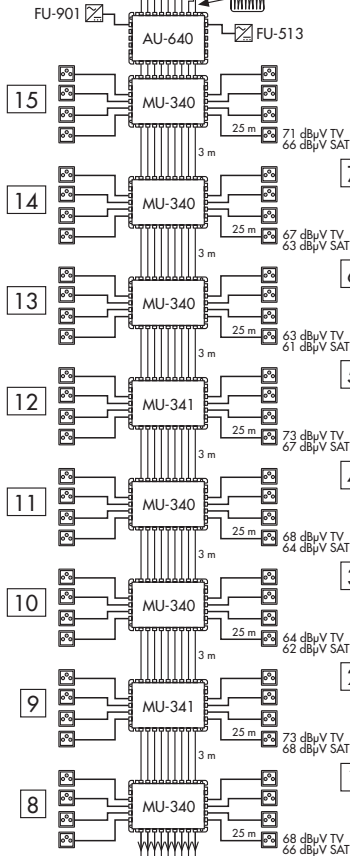 FU-901
AU-640
FU-513
15
MU-340
25 m
71 dBµV TV
66 dBµV SAT
3 m
14
MU-340
25 m
67 dBµV TV
63 dBµV SAT
3 m
13
MU-340
25 m
63 dBµV TV
61 dBµV SAT
3 m
12
MU-341
25 m
73 dBµV TV
67 dBµV SAT
3 m
11
MU-340
25 m
68 dBµV TV
64 dBµV SAT
3 m
10
MU-340
25 m
64 dBµV TV
62 dBµV SAT
3 m
9
MU-341
25 m
73 dBµV TV
68 dBµV SAT
3 m
8
MU-340
25 m
68 dBµV TV
66 dBµV SAT